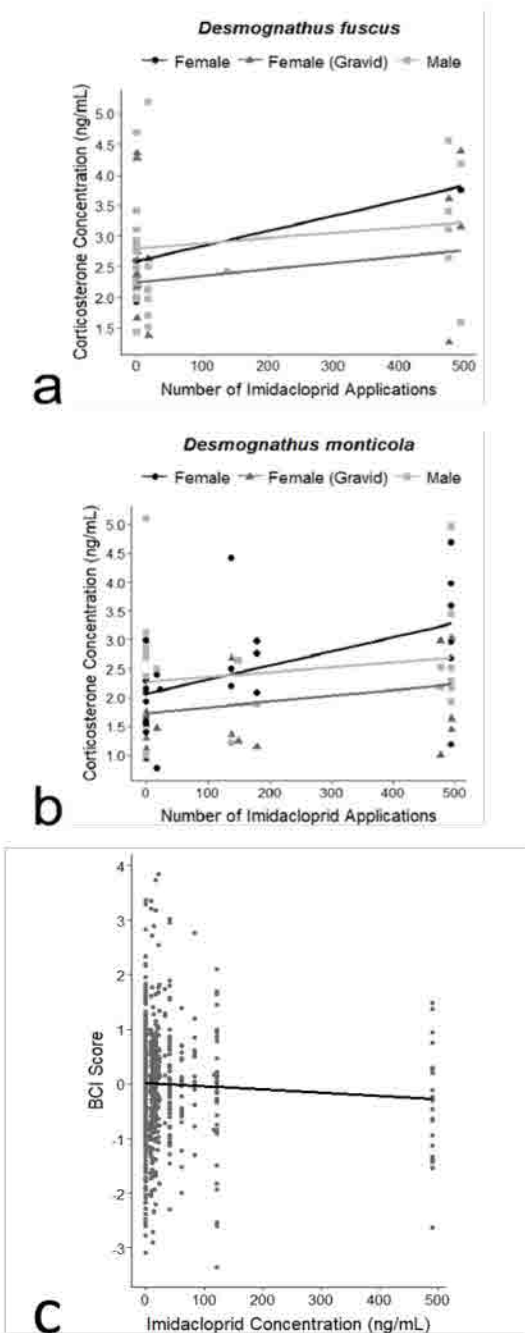 Desmognathus fuscus
Female Female (Gravid) Male
Corticosterone Concentration (ng/mL)
5.0
4.5
4.0
3.5
3.0
2.5
2.0
1.5
0 100 200 300 400 500
Number of Imidacloprid Applications
a
Desmognathus monticola
Female Female (Gravid) Male
Corticosterone Concentration (ng/mL)
5.0
4.5
4.0
3.5
3.0
2.5
2.0
1.5
1.0
0 100 200 300 400 500
Number of Imidacloprid Applications
b
BCI Score
4
3
2
1
0
-1
-2
-3
0 100 200 300 400 500
Imidacloprid Concentration (ng/mL)
c